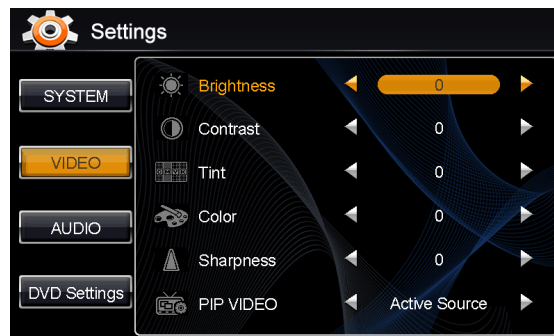 Settings
SYSTEM
VIDEO
AUDIO
DVD Settings
Brightness 0
Contrast 0
Tint 0
Color 0
Sharpness 0
PIP VIDEO Active Source